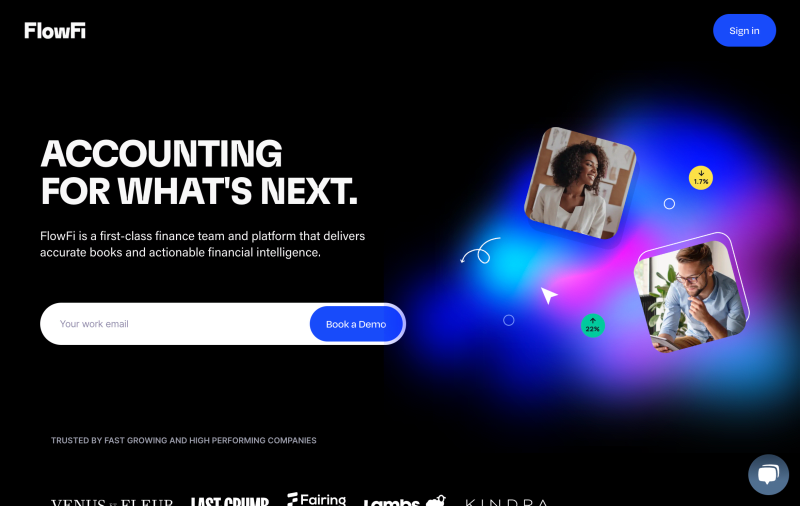 FlowFi
Sign in
ACCOUNTING
FOR WHAT'S NEXT.
FlowFi is a first-class finance team and platform that delivers
accurate books and actionable financial intelligence.
Your work email
Book a Demo
1.7%
22%
TRUSTED BY FAST GROWING AND HIGH PERFORMING COMPANIES
VENUS ET FLEUR
LAST CRUMB
Fairing
Lambs
KINDRA